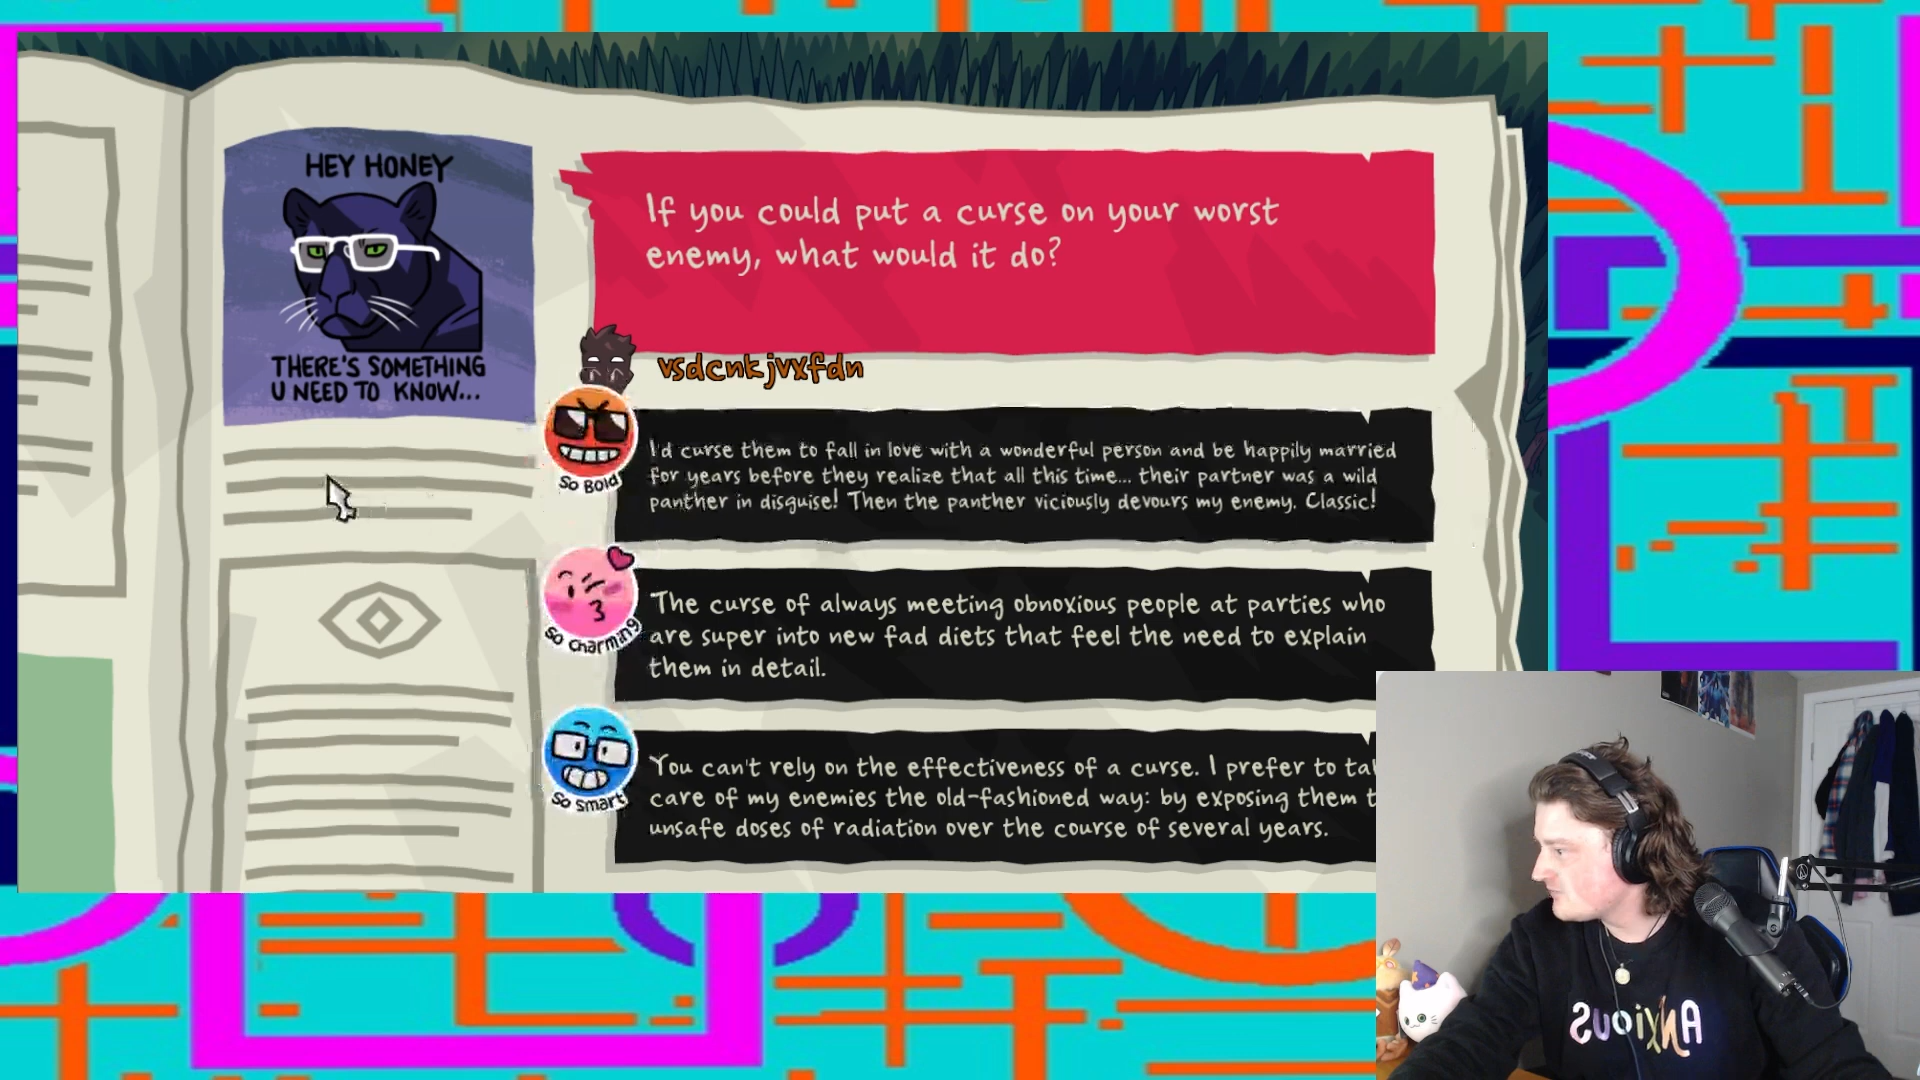 HEY HONEY
THERE'S SOMETHING
U NEED TO KNOW...
If you could put a curse on your worst
enemy, what would it do?
vsdcnkjvxfdn
So Bold
I'd curse them to fall in love with a wonderful person and be happily married
for years before they realize that all this time... their partner was a wild
panther in disguise! Then the panther viciously devours my enemy. Classic!
So Charming
The curse of always meeting obnoxious people at parties who
are super into new fad diets that feel the need to explain
them in detail.
So Smart
You can't rely on the effectiveness of a curse. I prefer to ta
care of my enemies the old-fashioned way: by exposing them t
unsafe doses of radiation over the course of several years.
Anxious